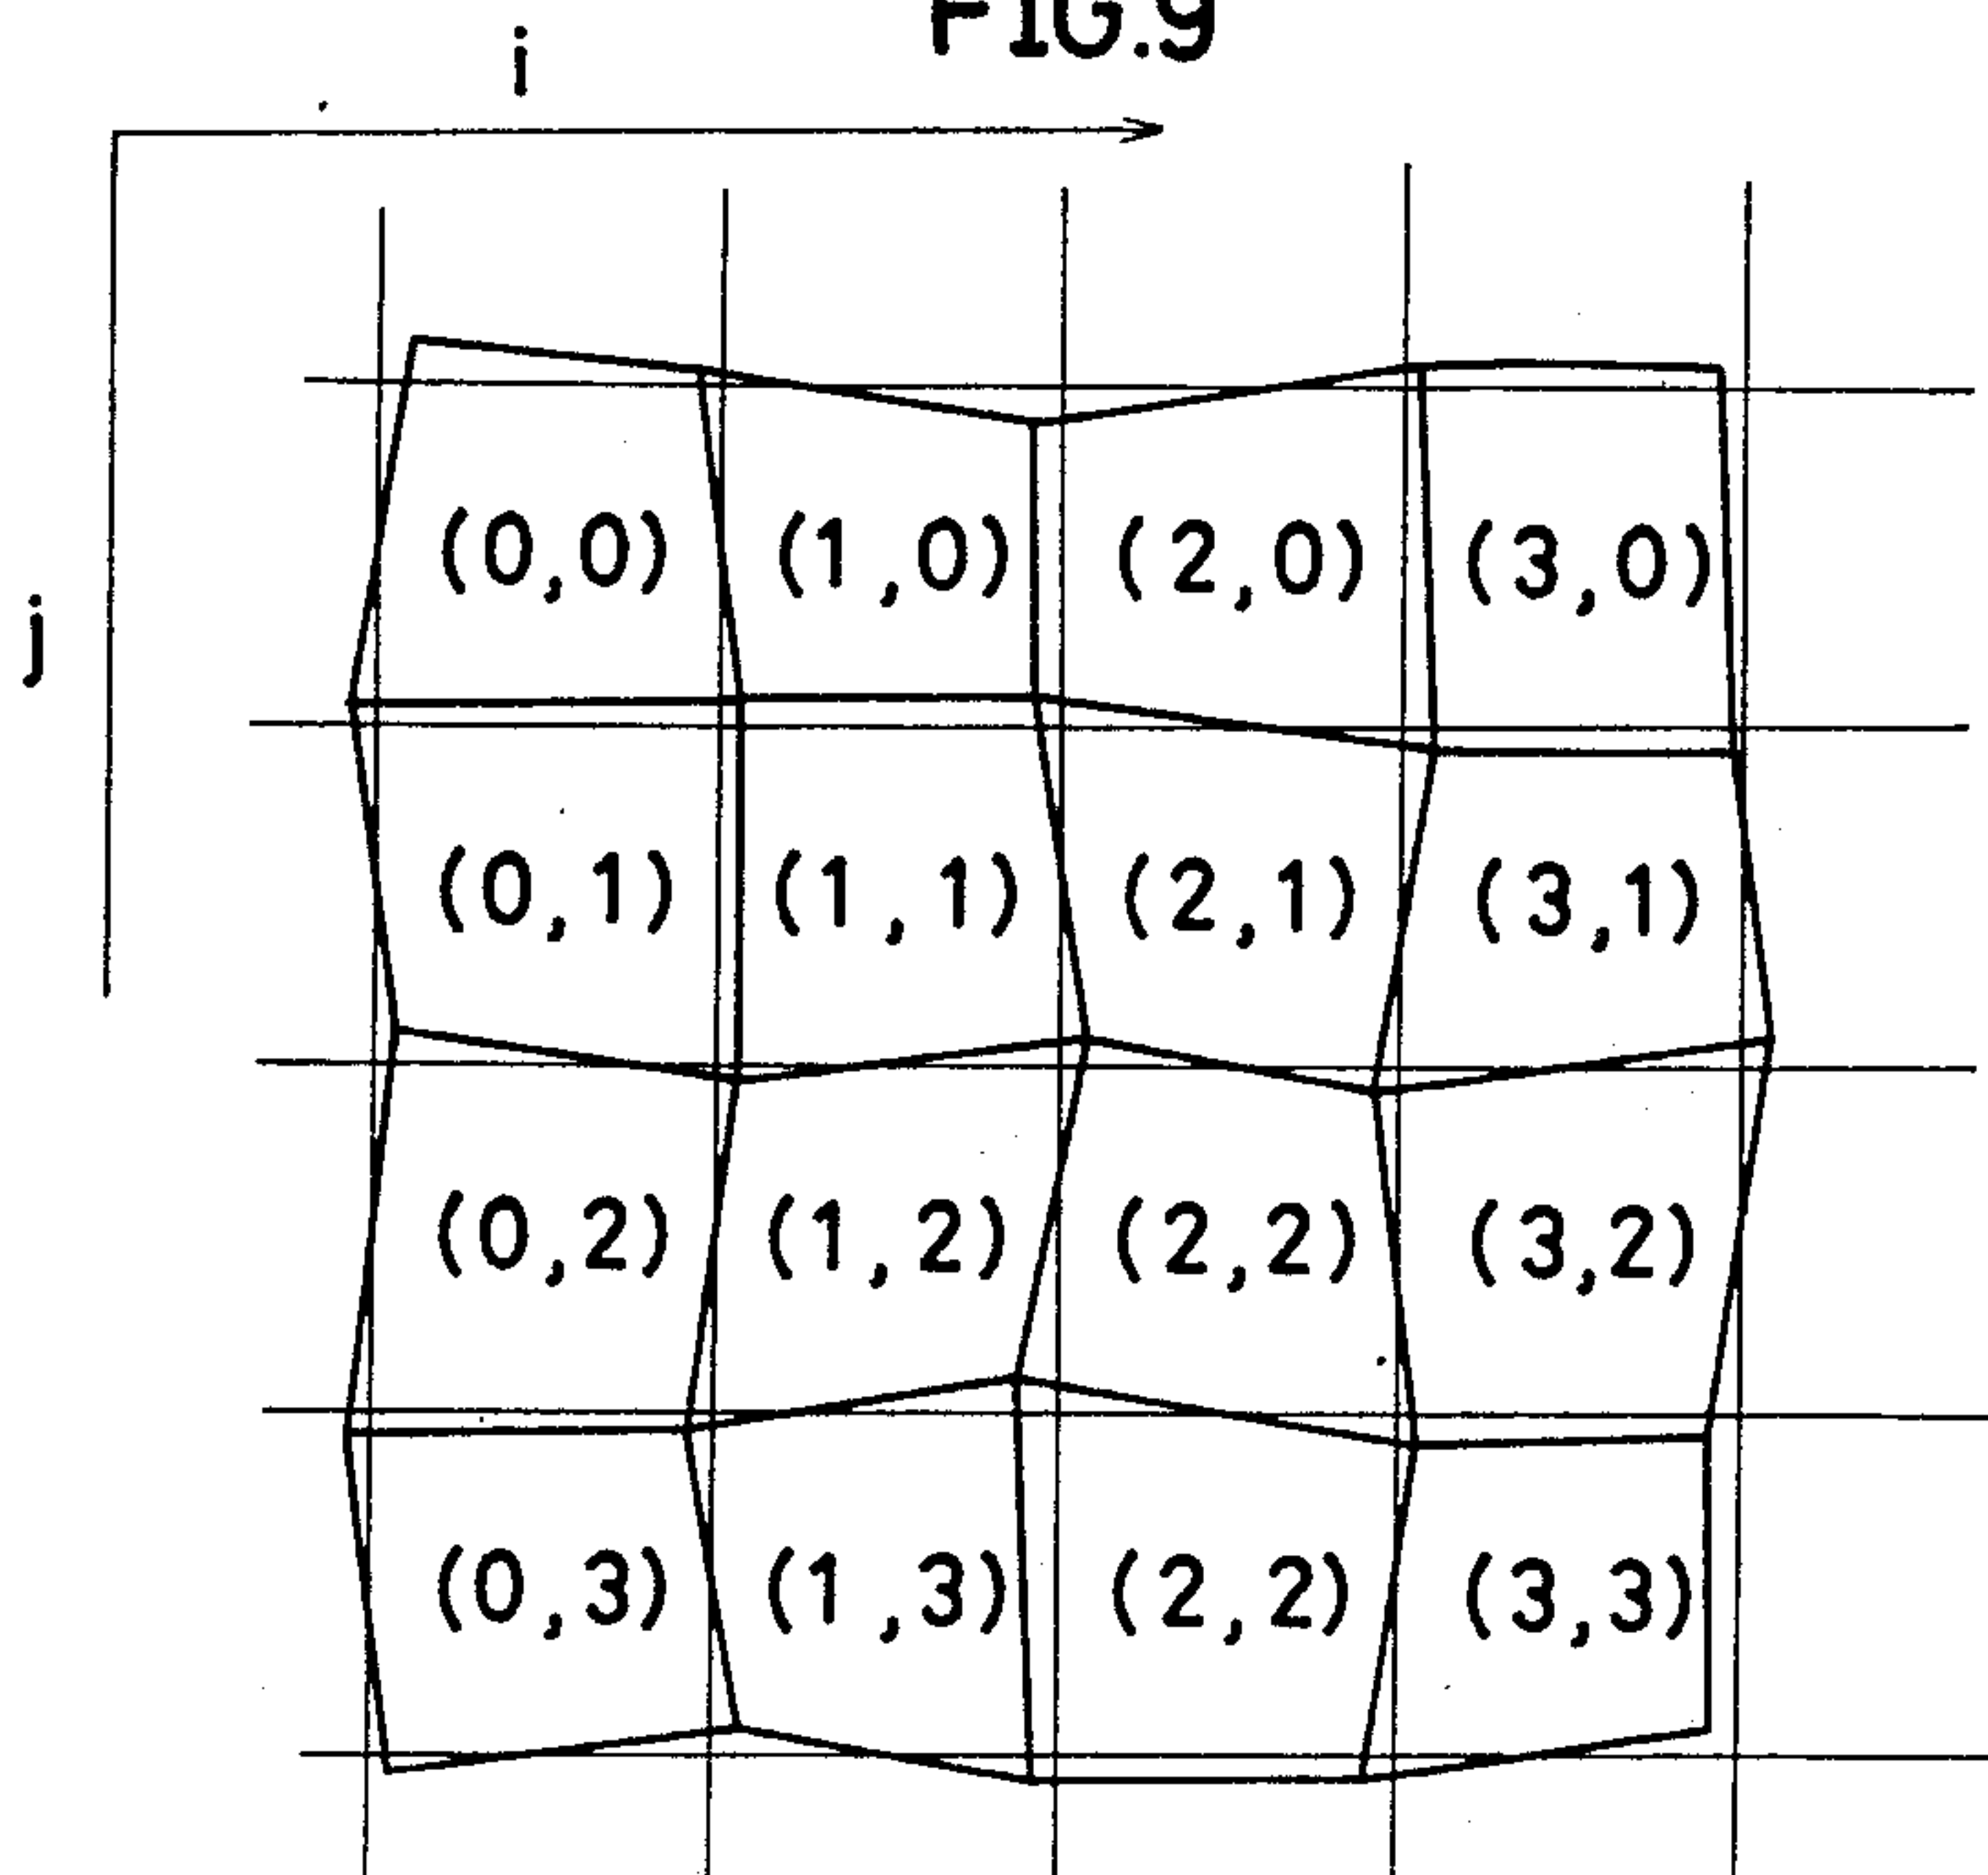 FIG.9
i
(0,0) (1,0) (2,0) (3,0)
j
(0,1) (1,1) (2,1) (3,1)
(0,2) (1,2) (2,2) (3,2)
(0,3) (1,3) (2,2) (3,3)